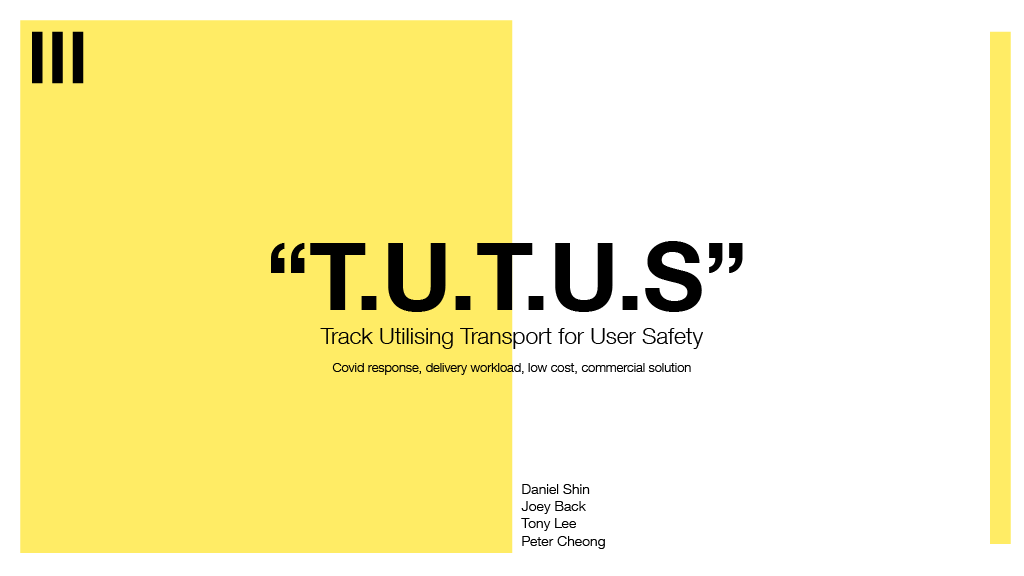 III
“T.U.T.U.S”
Track Utilising Transport for User Safety
Covid response, delivery workload, low cost, commercial solution
Daniel Shin
Joey Back
Tony Lee
Peter Cheong